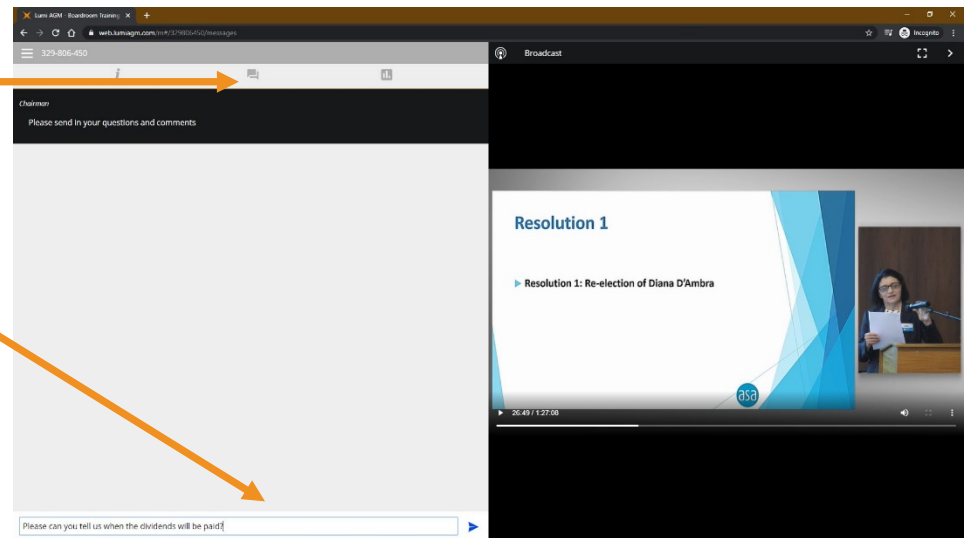 Lumi AGM - Boardroom Training
web.lumiagm.com/m#/329806450/messages
Incognito
329-806-450
Broadcast
i
Chairman
Please send in your questions and comments
Resolution 1
Resolution 1: Re-election of Diana D'Ambra
asa
26:49 / 1:27:08
Please can you tell us when the dividends will be paid?